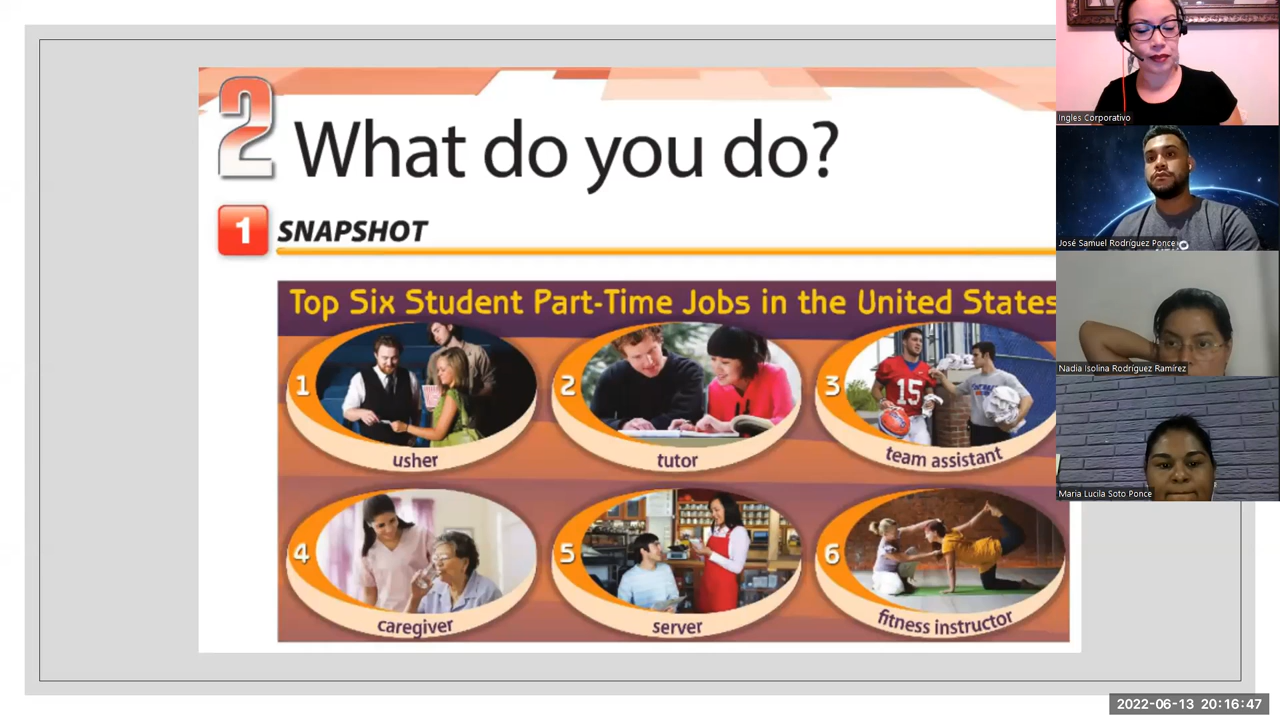 2 What do you do?
1 SNAPSHOT
Top Six Student Part-Time Jobs in the United States
1 usher
2 tutor
3 team assistant
15
4 caregiver
5 server
6 fitness instructor
Ingles Corporativo
José Samuel Rodríguez Ponce
Nadia Isolina Rodríguez Ramírez
Maria Lucila Soto Ponce
2022-06-13 20:16:47